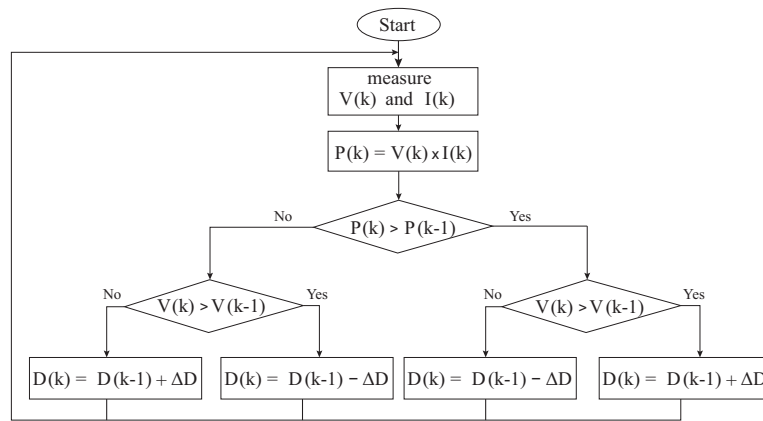 Start
measure
V(k) and I(k)
P(k) = V(k) x I(k)
No
Yes
P(k) > P(k-1)
No
Yes
V(k) > V(k-1)
No
Yes
V(k) > V(k-1)
D(k) = D(k-1) + ΔD
D(k) = D(k-1) − ΔD
D(k) = D(k-1) − ΔD
D(k) = D(k-1) + ΔD